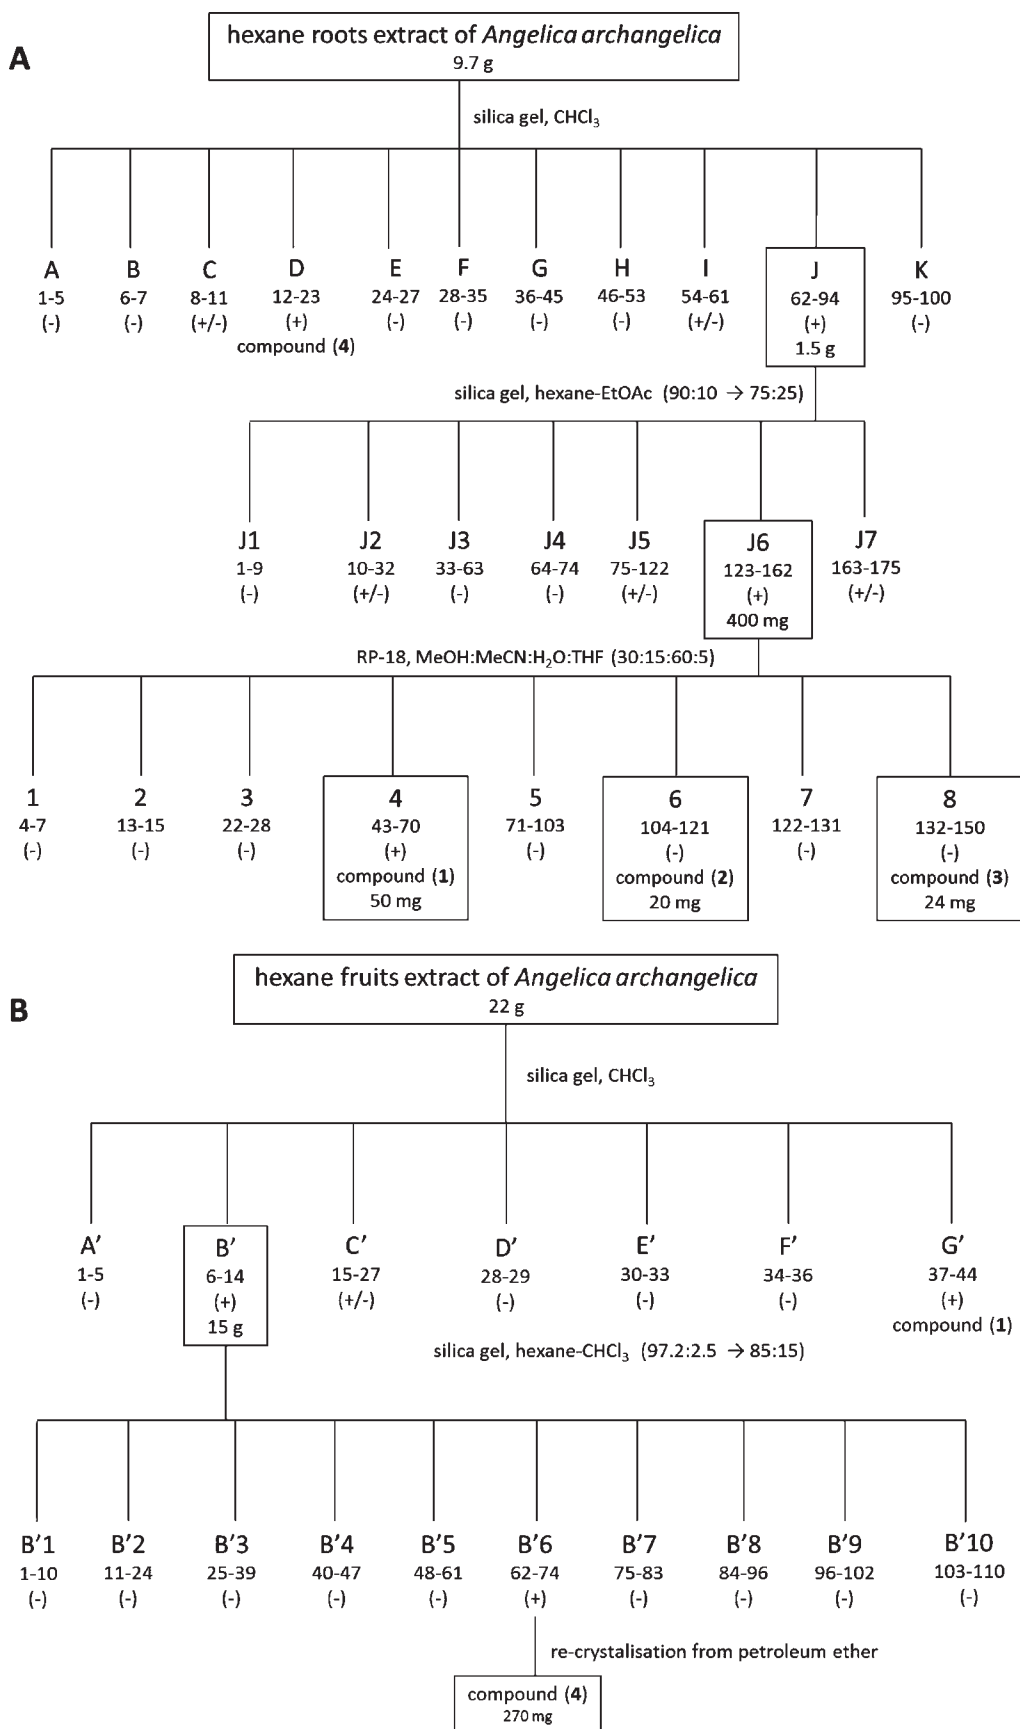 A
hexane roots extract of Angelica archangelica
9.7 g
silica gel, CHCl₃
A B C D E F G H I J K
1-5 6-7 8-11 12-23 24-27 28-35 36-45 46-53 54-61 62-94 95-100
(-) (-) (+/-) (+) (-) (-) (-) (-) (+/-) (+) (-)
compound (4) 1.5 g
silica gel, hexane-EtOAc (90:10 → 75:25)
J1 J2 J3 J4 J5 J6 J7
1-9 10-32 33-63 64-74 75-122 123-162 163-175
(-) (+/-) (-) (-) (+/-) (+) (+/-)
400 mg
RP-18, MeOH:MeCN:H₂O:THF (30:15:60:5)
1 2 3 4 5 6 7 8
4-7 13-15 22-28 43-70 71-103 104-121 122-131 132-150
(-) (-) (-) (+) (-) (-) (-) (-)
compound (1) compound (2) compound (3)
50 mg 20 mg 24 mg
B
hexane fruits extract of Angelica archangelica
22 g
silica gel, CHCl₃
A' B' C' D' E' F' G'
1-5 6-14 15-27 28-29 30-33 34-36 37-44
(-) (+) (+/-) (-) (-) (-) (+)
15 g compound (1)
silica gel, hexane-CHCl₃ (97.2:2.5 → 85:15)
B'1 B'2 B'3 B'4 B'5 B'6 B'7 B'8 B'9 B'10
1-10 11-24 25-39 40-47 48-61 62-74 75-83 84-96 96-102 103-110
(-) (-) (-) (-) (-) (+) (-) (-) (-) (-)
re-crystalisation from petroleum ether
compound (4)
270 mg